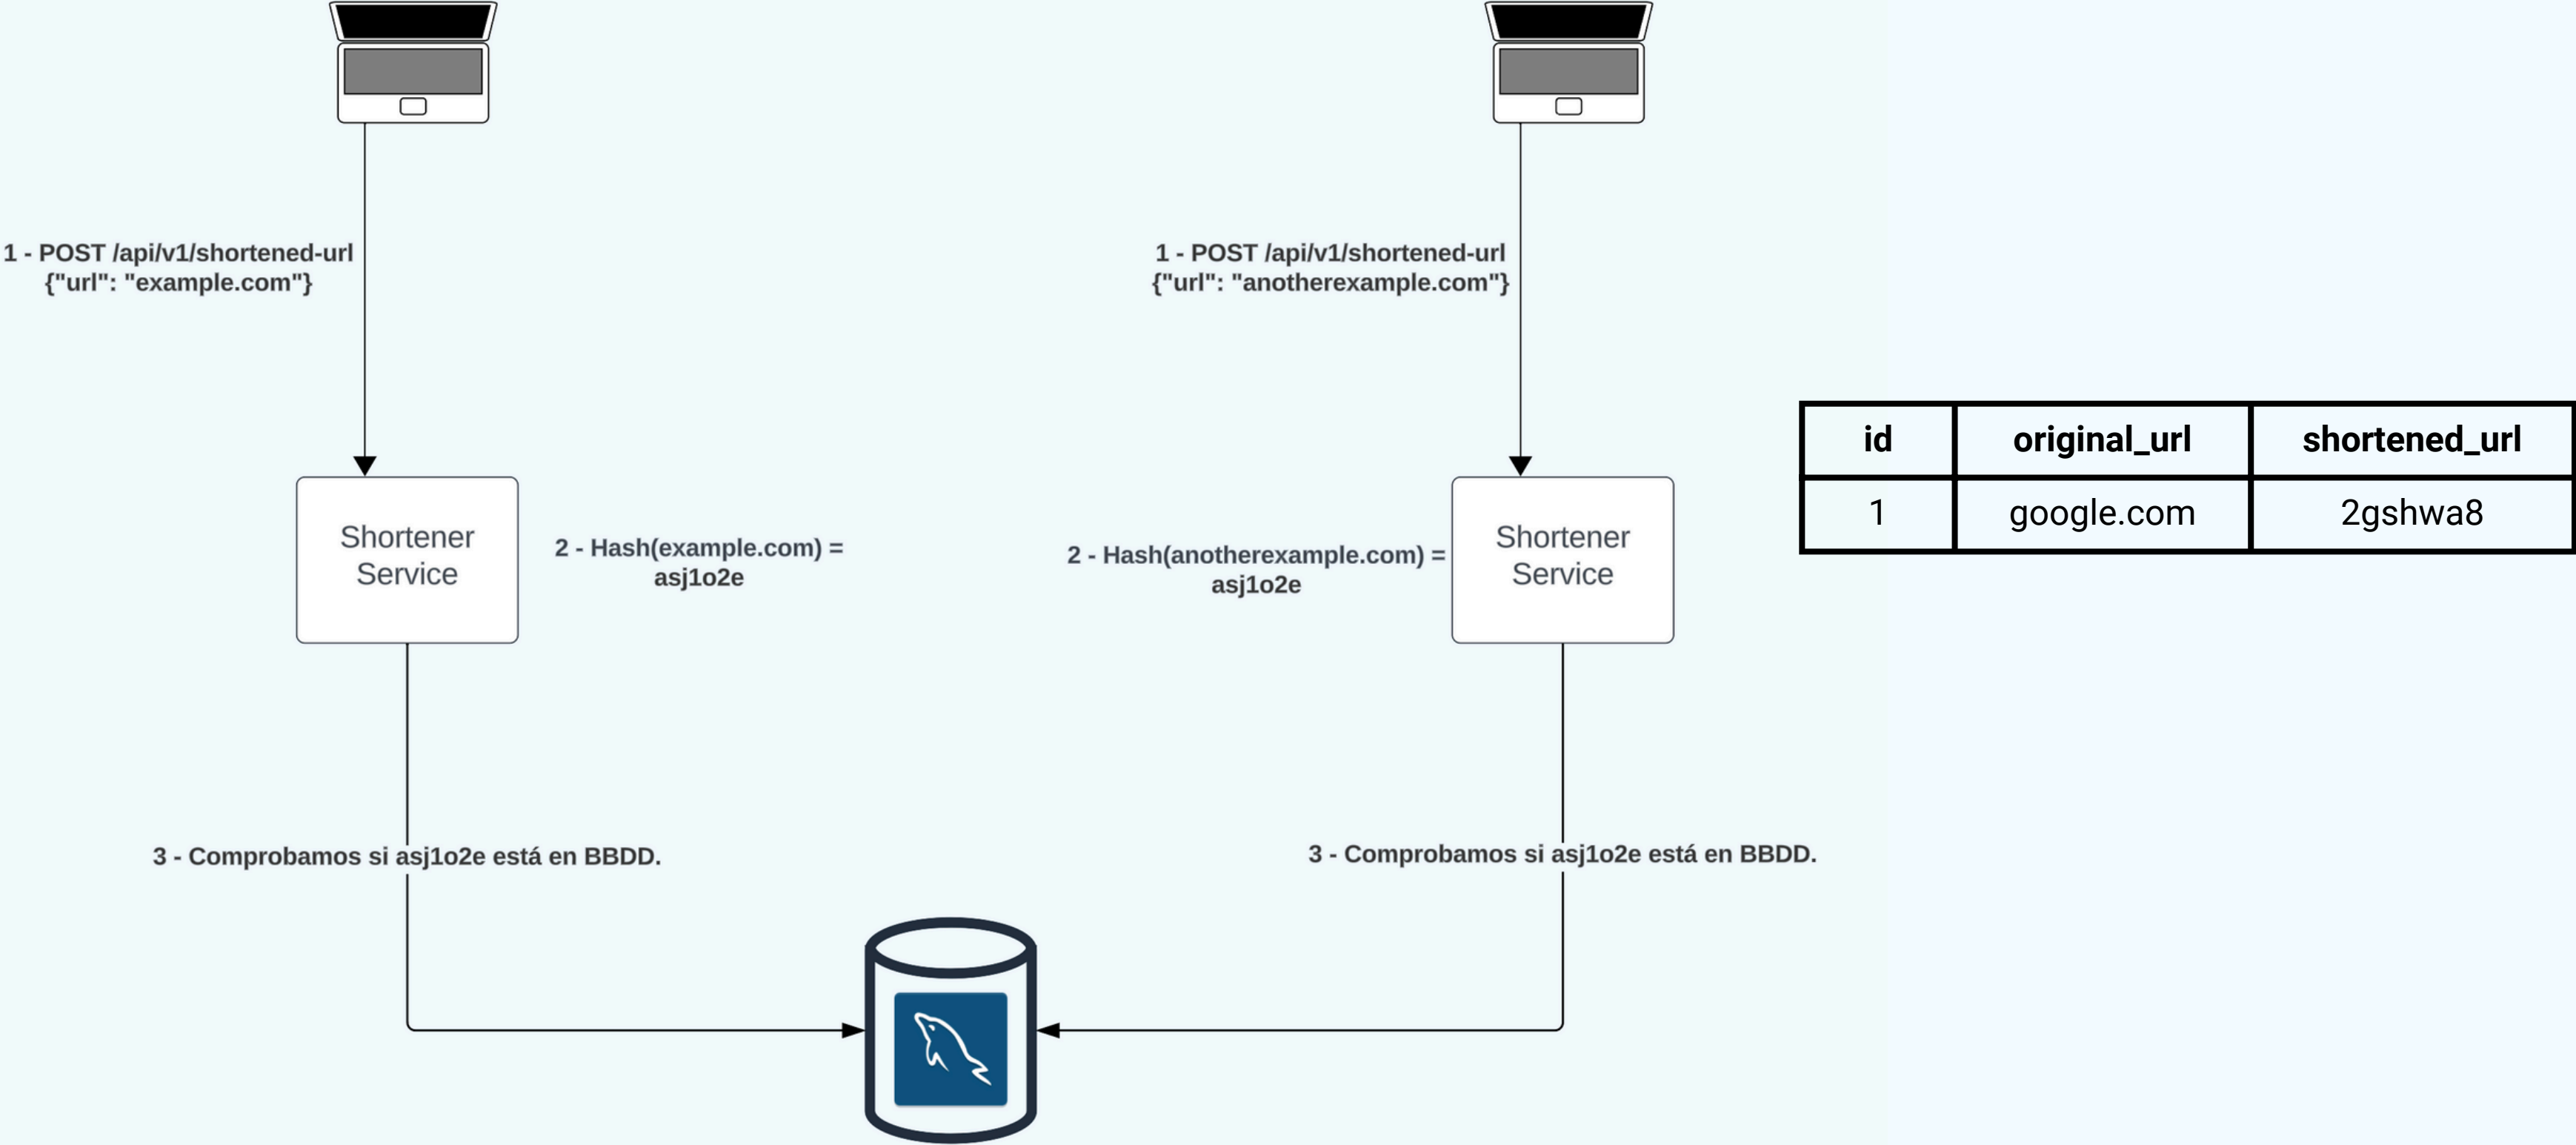 1 - POST /api/v1/shortened-url
{"url": "example.com"}
1 - POST /api/v1/shortened-url
{"url": "anotherexample.com"}
id original_url shortened_url
1 google.com 2gshwa8
Shortener
Service
2 - Hash(example.com) =
asj1o2e
2 - Hash(anotherexample.com) =
asj1o2e
Shortener
Service
3 - Comprobamos si asj1o2e está en BBDD.
3 - Comprobamos si asj1o2e está en BBDD.